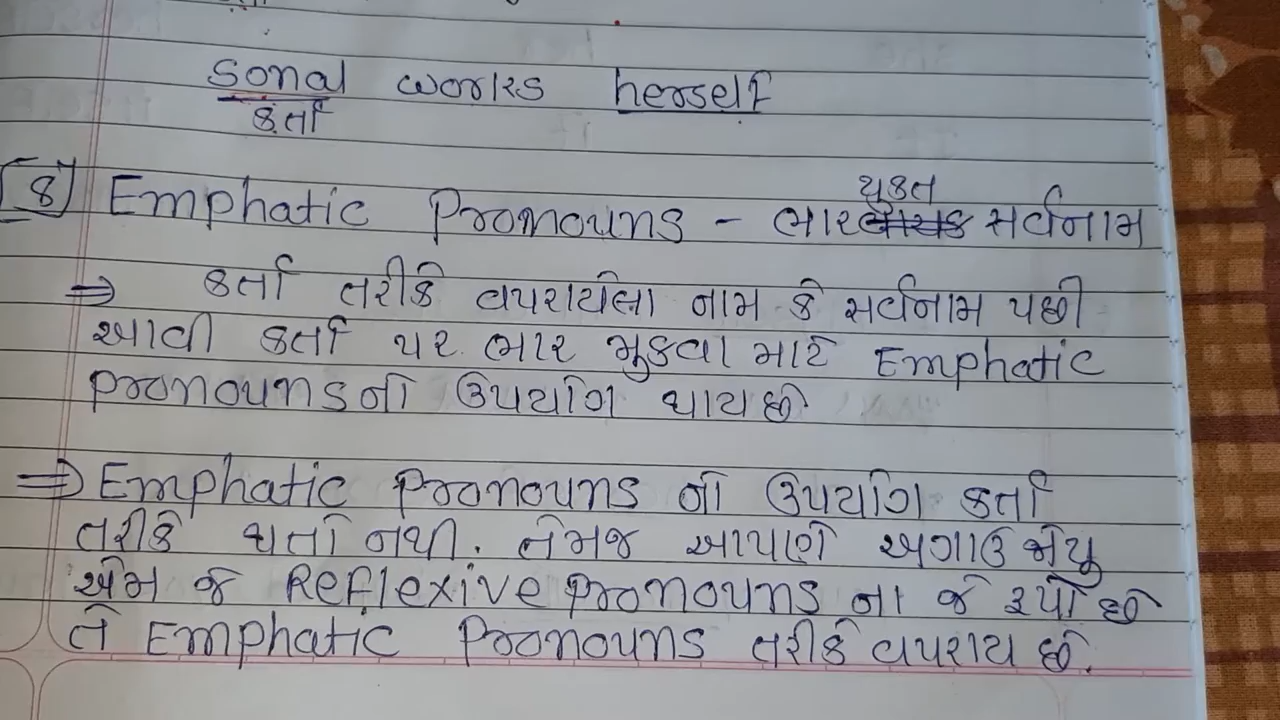 Sonal works herself
કર્તા
[8] Emphatic Pronouns - ભારયુક્ત સર્વનામ
⇒ કર્તા તરીકે વપરાયેલા નામ કે સર્વનામ પછી
આવી કર્તા પર ભાર મુકવા માટે Emphatic
Pronounsનો ઉપયોગ થાય છે.
⇒ Emphatic Pronouns નો ઉપયોગ કર્તા
તરીકે થતો નથી. તેમજ આપણે અગાઉ જોયુ
એમ જ Reflexive Pronouns ના જે રૂપો છે
તે Emphatic Pronouns તરીકે વપરાય છે.